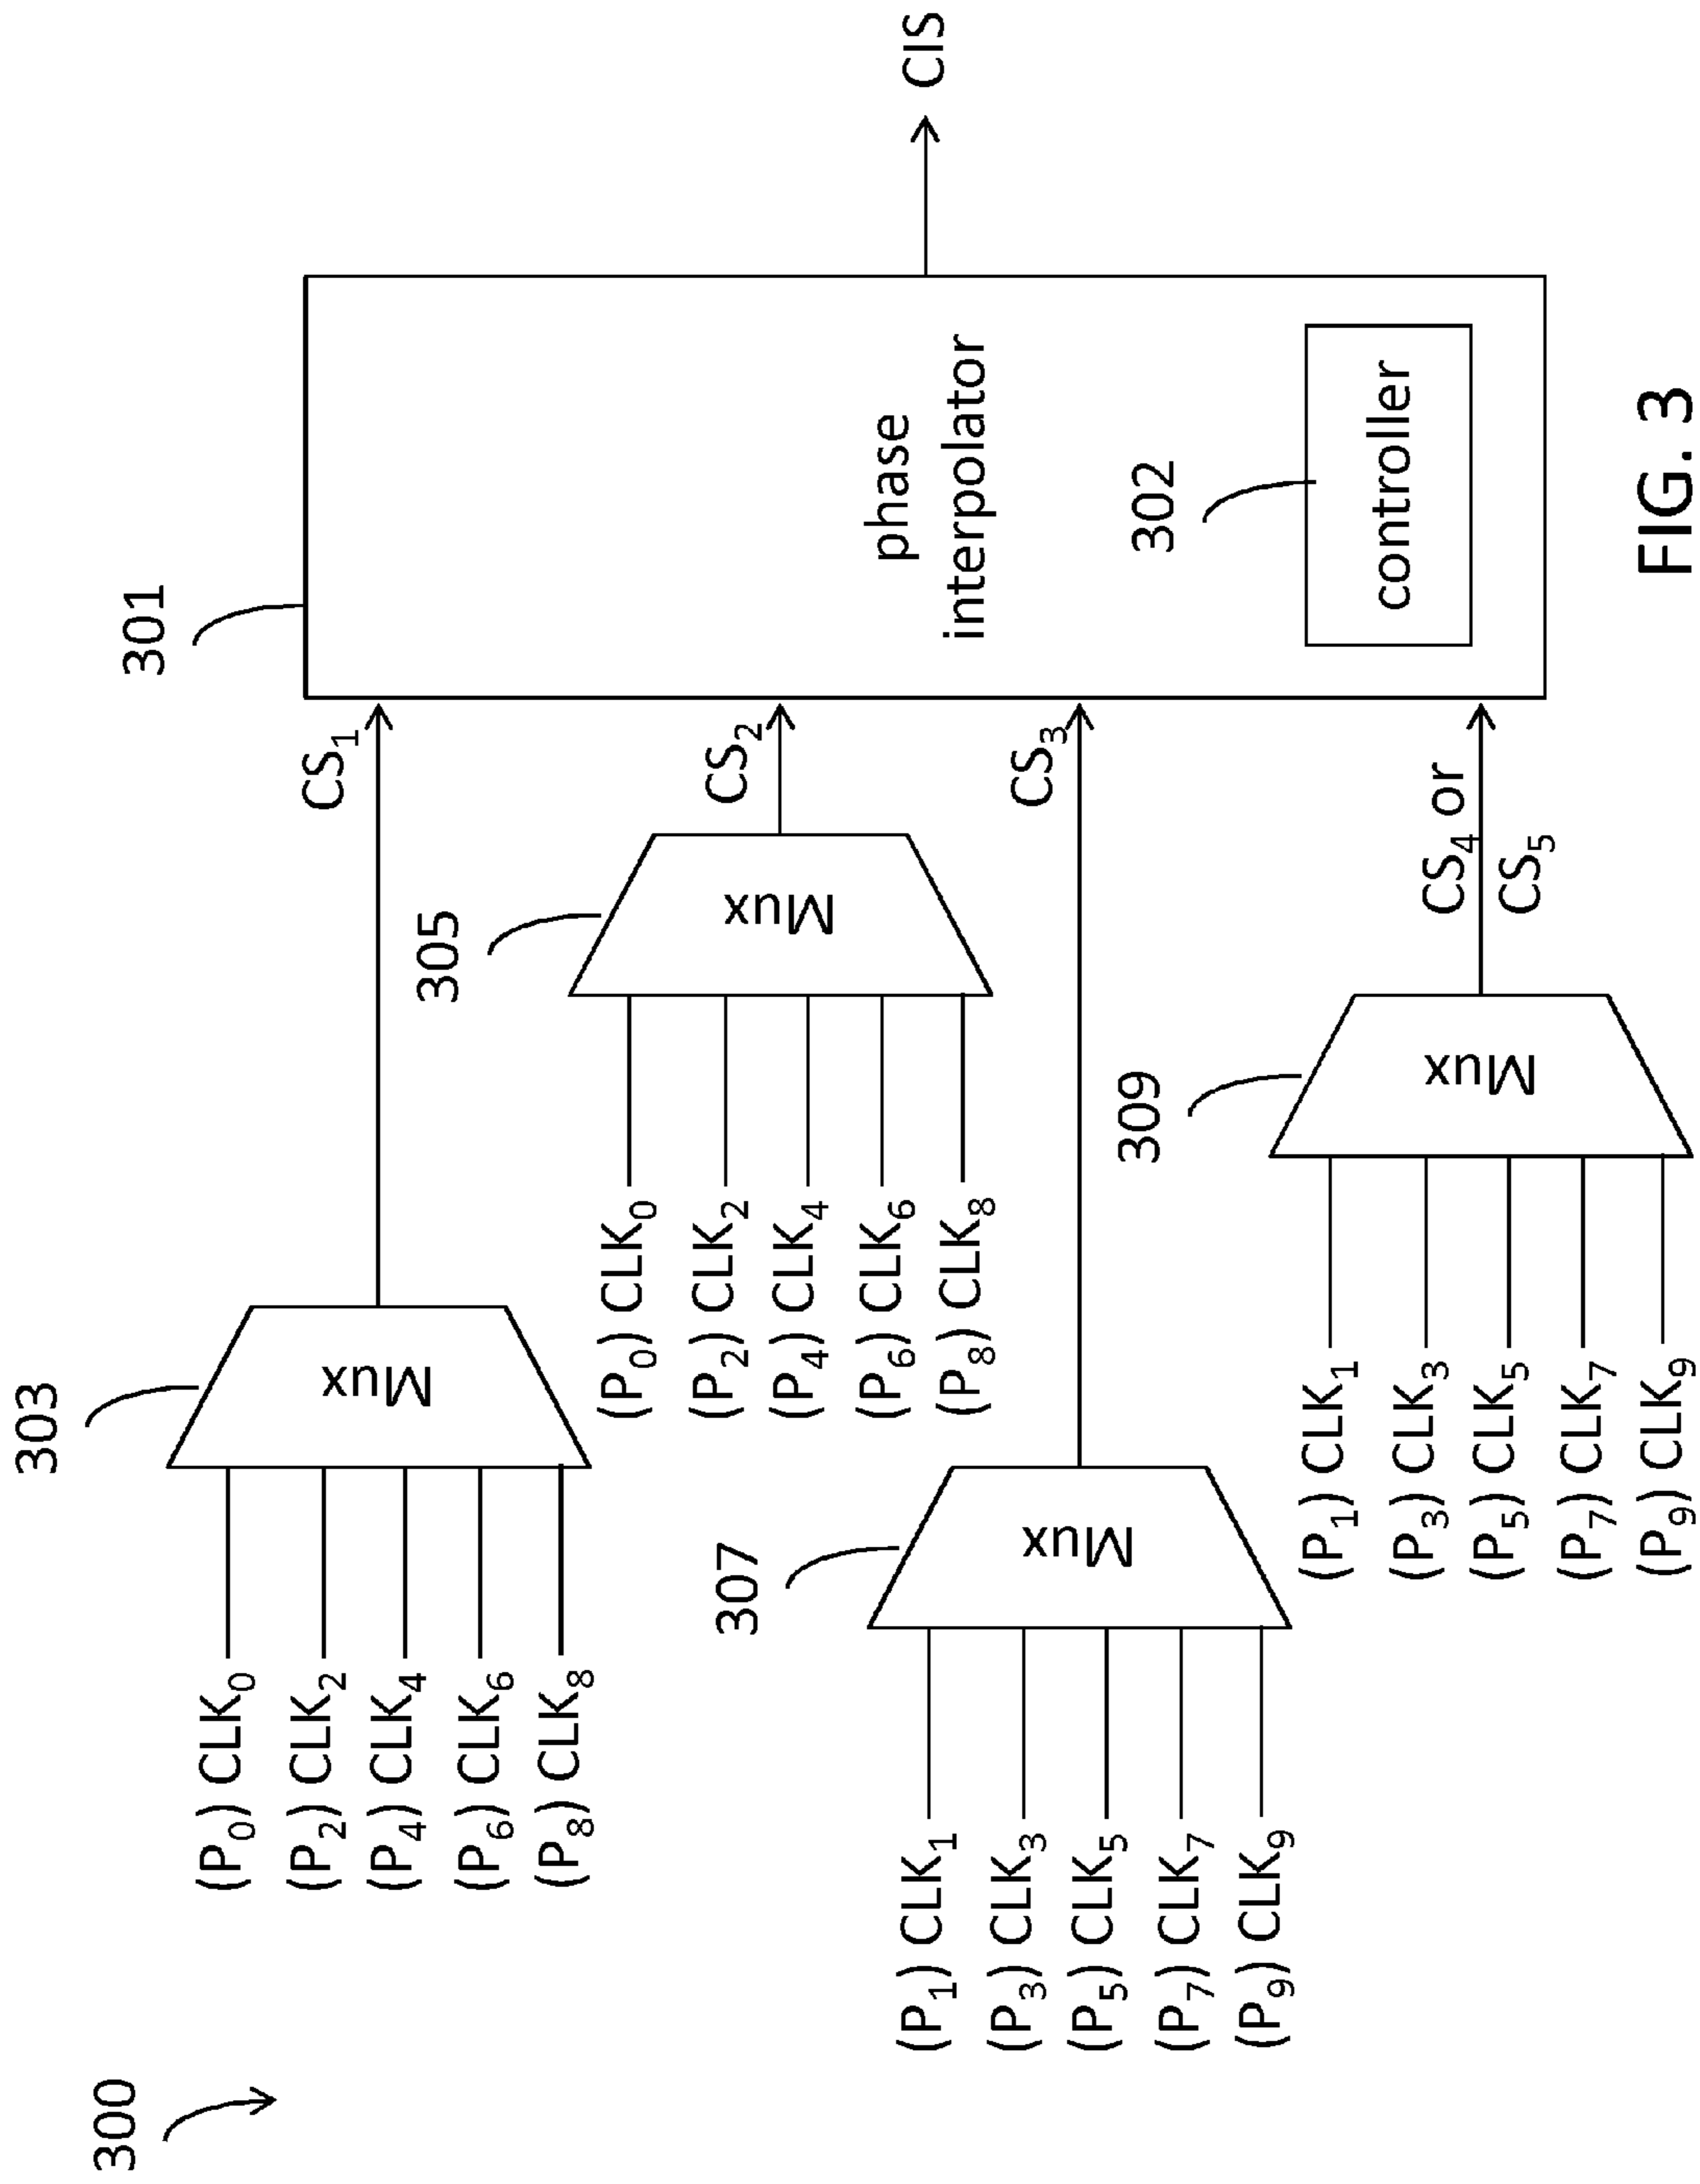 300
303
(P0) CLK0
(P2) CLK2
(P4) CLK4
(P6) CLK6
(P8) CLK8
Mux
CS1
305
(P0) CLK0
(P2) CLK2
(P4) CLK4
(P6) CLK6
(P8) CLK8
Mux
CS2
307
(P1) CLK1
(P3) CLK3
(P5) CLK5
(P7) CLK7
(P9) CLK9
Mux
CS3
309
(P1) CLK1
(P3) CLK3
(P5) CLK5
(P7) CLK7
(P9) CLK9
Mux
CS4 or
CS5
301
phase
interpolator
302
controller
CIS
FIG. 3